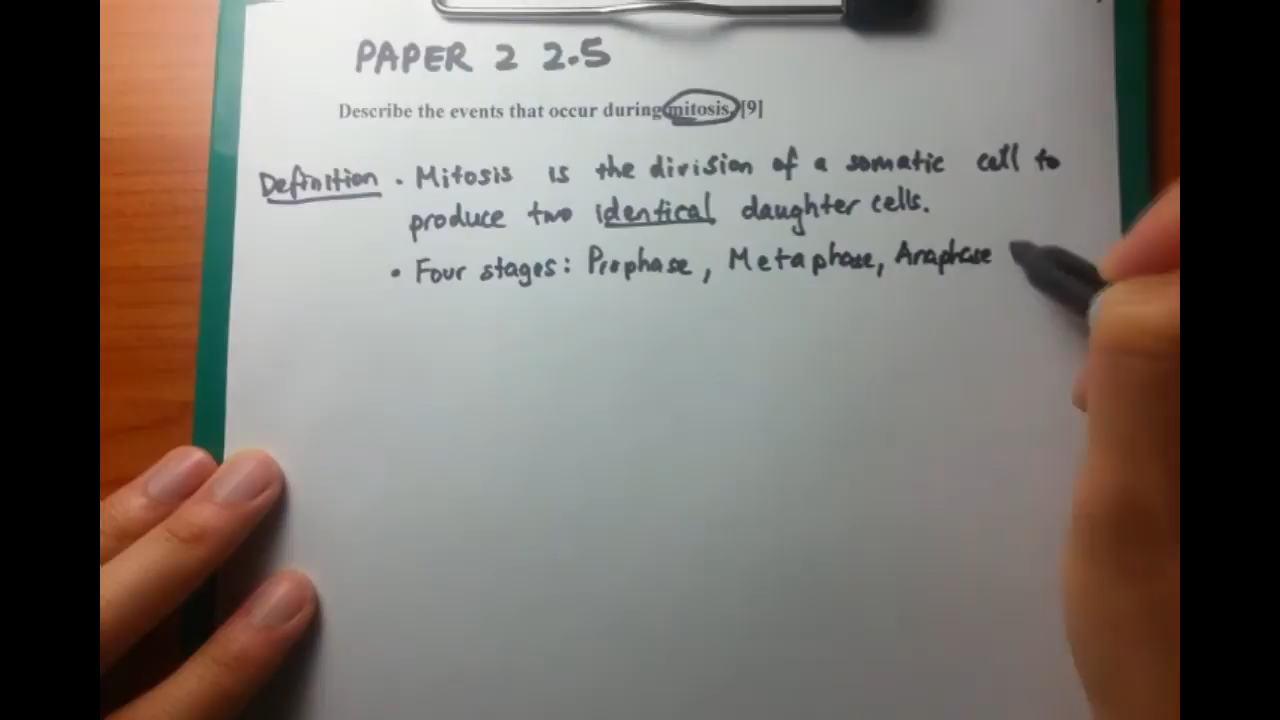 PAPER 2 2.5
Describe the events that occur during mitosis. [9]
Definition • Mitosis is the division of a somatic cell to
produce two identical daughter cells.
• Four stages: Prophase, Metaphase, Anaphase